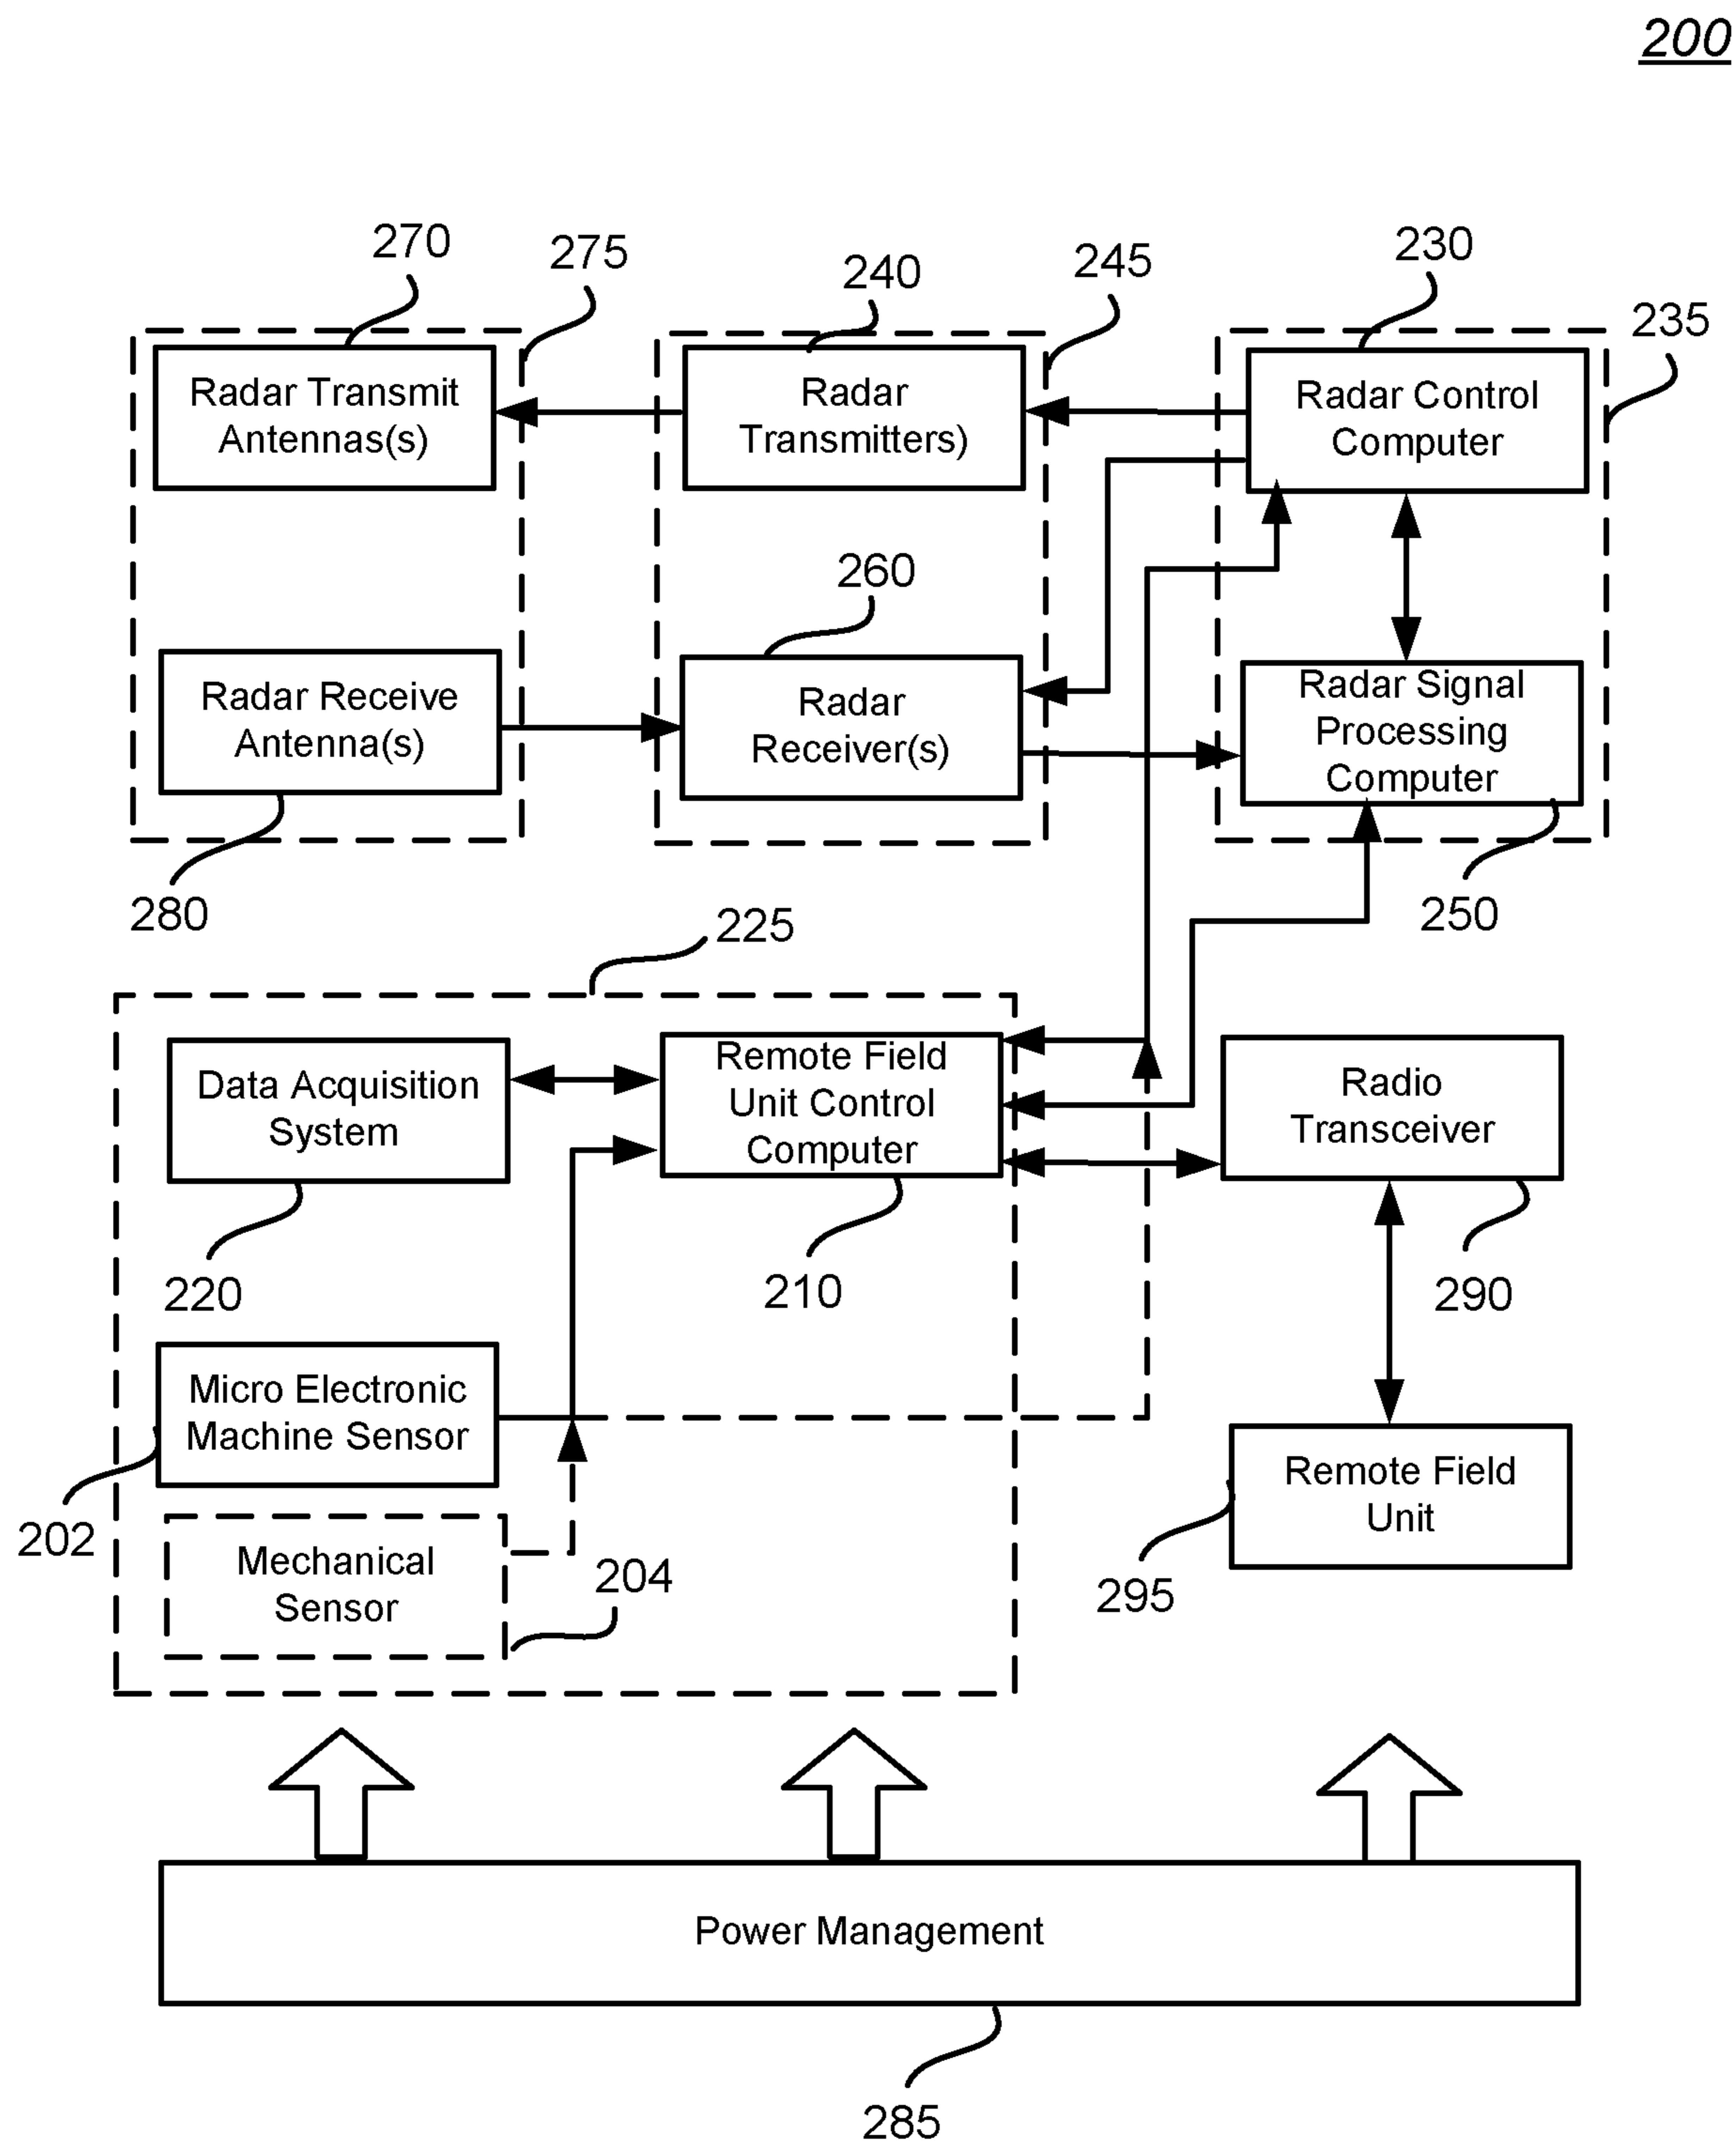 200
270
275
240
245
230
235
Radar Transmit
Antennas(s)
Radar
Transmitters)
Radar Control
Computer
260
Radar Receive
Antenna(s)
Radar
Receiver(s)
Radar Signal
Processing
Computer
280
250
225
Data Acquisition
System
Remote Field
Unit Control
Computer
Radio
Transceiver
220
210
290
Micro Electronic
Machine Sensor
Remote Field
Unit
202
Mechanical
Sensor
204
295
Power Management
285